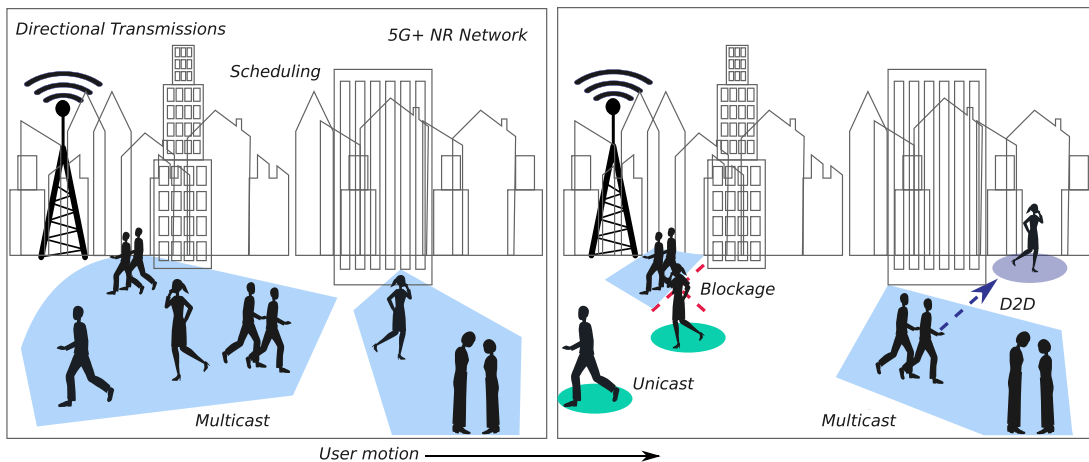 Directional Transmissions
5G+ NR Network
Scheduling
Multicast
Blockage
D2D
Unicast
Multicast
User motion